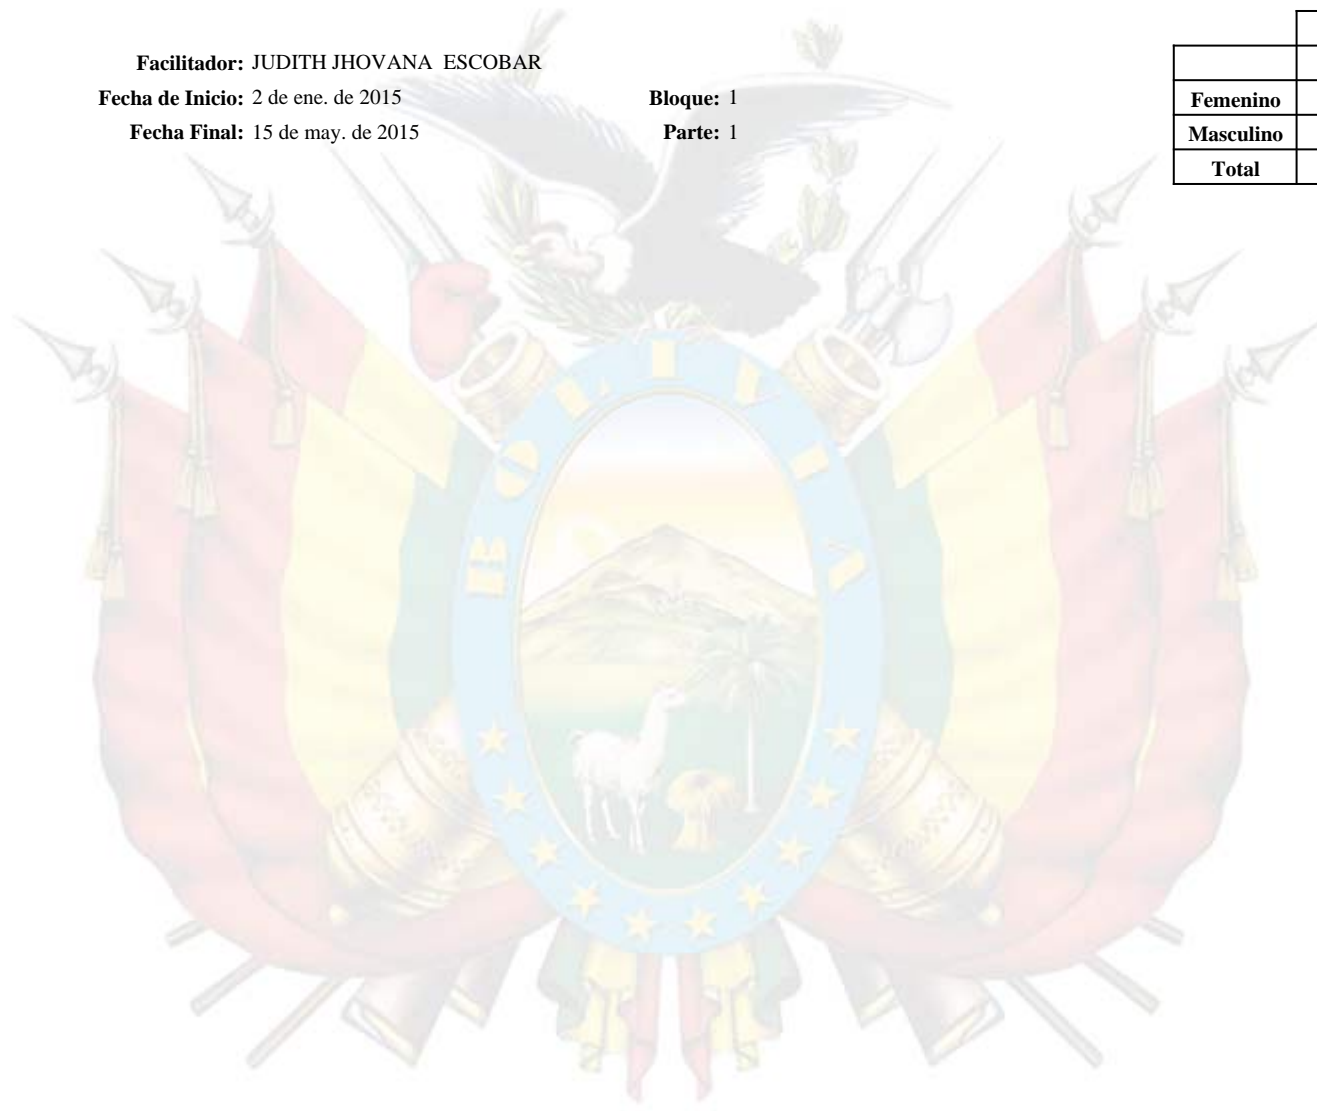 Facilitador: JUDITH JHOVANA ESCOBAR
Fecha de Inicio: 2 de ene. de 2015 Bloque: 1
Fecha Final: 15 de may. de 2015 Parte: 1
Femenino
Masculino
Total
BOLIVIA